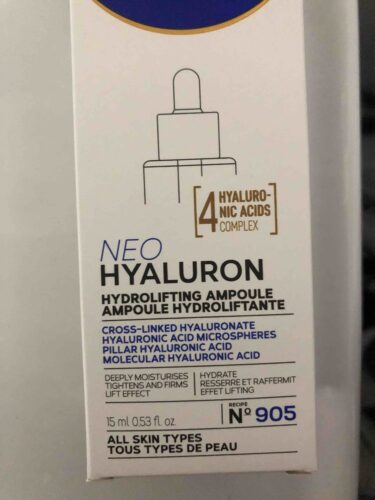 4 HYALURO-
NIC ACIDS
COMPLEX
NEO
HYALURON
HYDROLIFTING AMPOULE
AMPOULE HYDROLIFTANTE
CROSS-LINKED HYALURONATE
HYALURONIC ACID MICROSPHERES
PILLAR HYALURONIC ACID
MOLECULAR HYALURONIC ACID
DEEPLY MOISTURISES
TIGHTENS AND FIRMS
LIFT EFFECT
HYDRATE
RESSERRE ET RAFFERMIT
EFFET LIFTING
15 ml 0.53 fl. oz.
RECIPE
Nº 905
ALL SKIN TYPES
TOUS TYPES DE PEAU